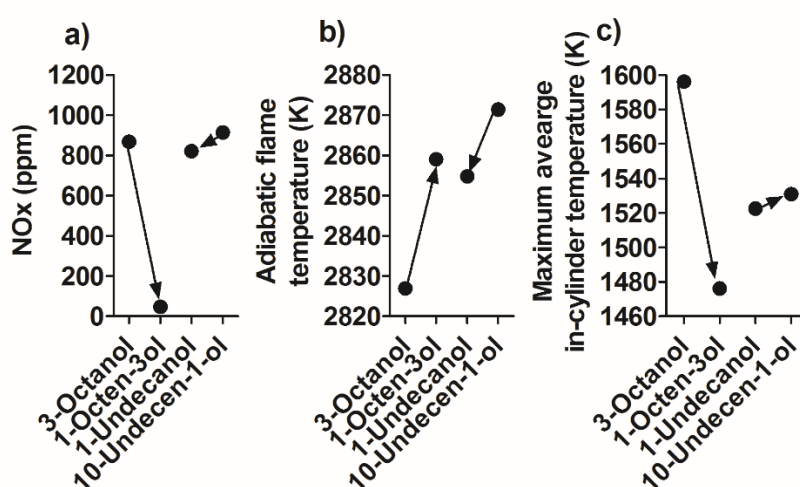 a)
NOx (ppm)
1200
1000
800
600
400
200
0
3-Octanol
1-Octen-3ol
1-Undecanol
10-Undecen-1-ol
b)
Adiabatic flame
temperature (K)
2880
2870
2860
2850
2840
2830
2820
3-Octanol
1-Octen-3ol
1-Undecanol
10-Undecen-1-ol
c)
Maximum avearge
in-cylinder temperature (K)
1600
1580
1560
1540
1520
1500
1480
1460
3-Octanol
1-Octen-3ol
1-Undecanol
10-Undecen-1-ol